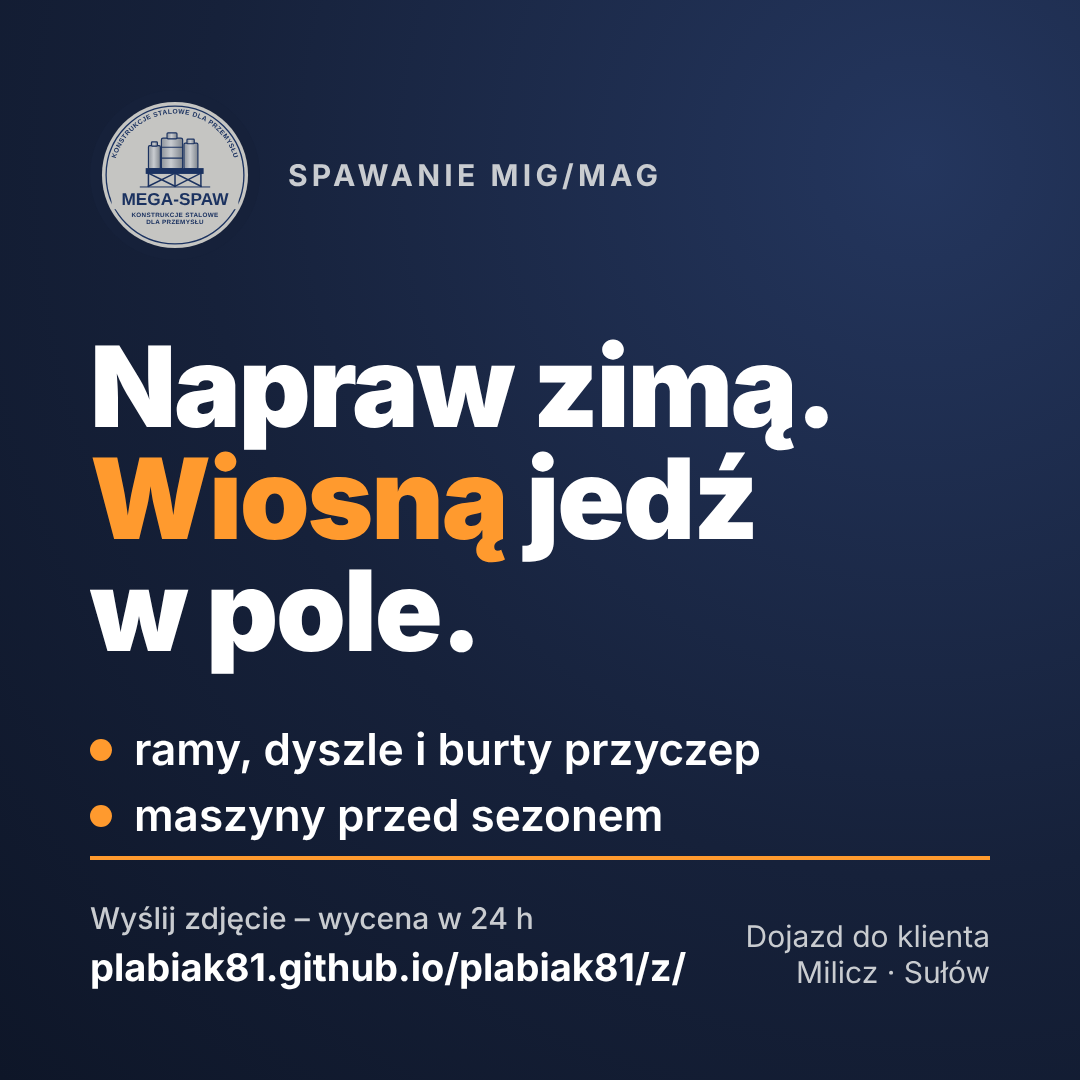 KONSTRUKCJE STALOWE DLA PRZEMYSŁU
MEGA-SPAW
KONSTRUKCJE STALOWE
DLA PRZEMYSŁU
SPAWANIE MIG/MAG
Napraw zimą.
Wiosną jedź
w pole.
ramy, dyszle i burty przyczep
maszyny przed sezonem
Wyślij zdjęcie – wycena w 24 h
plabiak81.github.io/plabiak81/z/
Dojazd do klienta
Milicz · Sułów